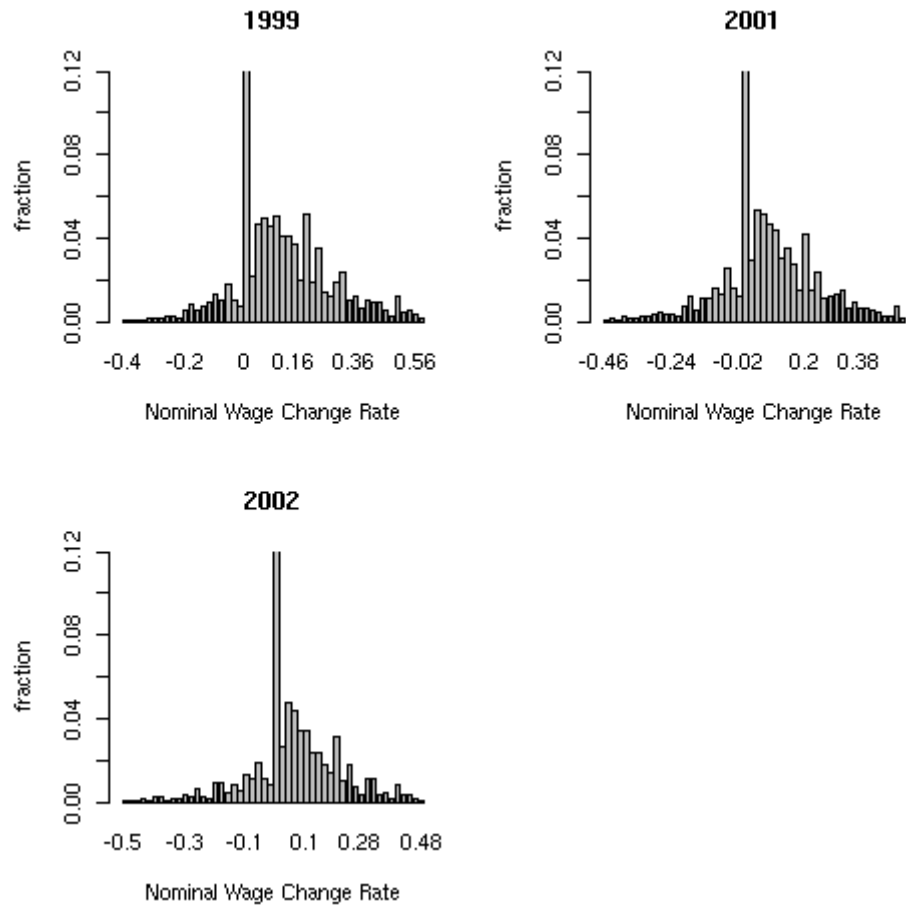 1999
0.12
0.08
0.04
0.00
fraction
-0.4 -0.2 0 0.16 0.36 0.56
Nominal Wage Change Rate
2001
0.12
0.08
0.04
0.00
fraction
-0.46 -0.24 -0.02 0.2 0.38
Nominal Wage Change Rate
2002
0.12
0.08
0.04
0.00
fraction
-0.5 -0.3 -0.1 0.1 0.28 0.48
Nominal Wage Change Rate